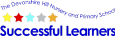 The Devonshire Hill Nursery and Primary School
Successful Learners